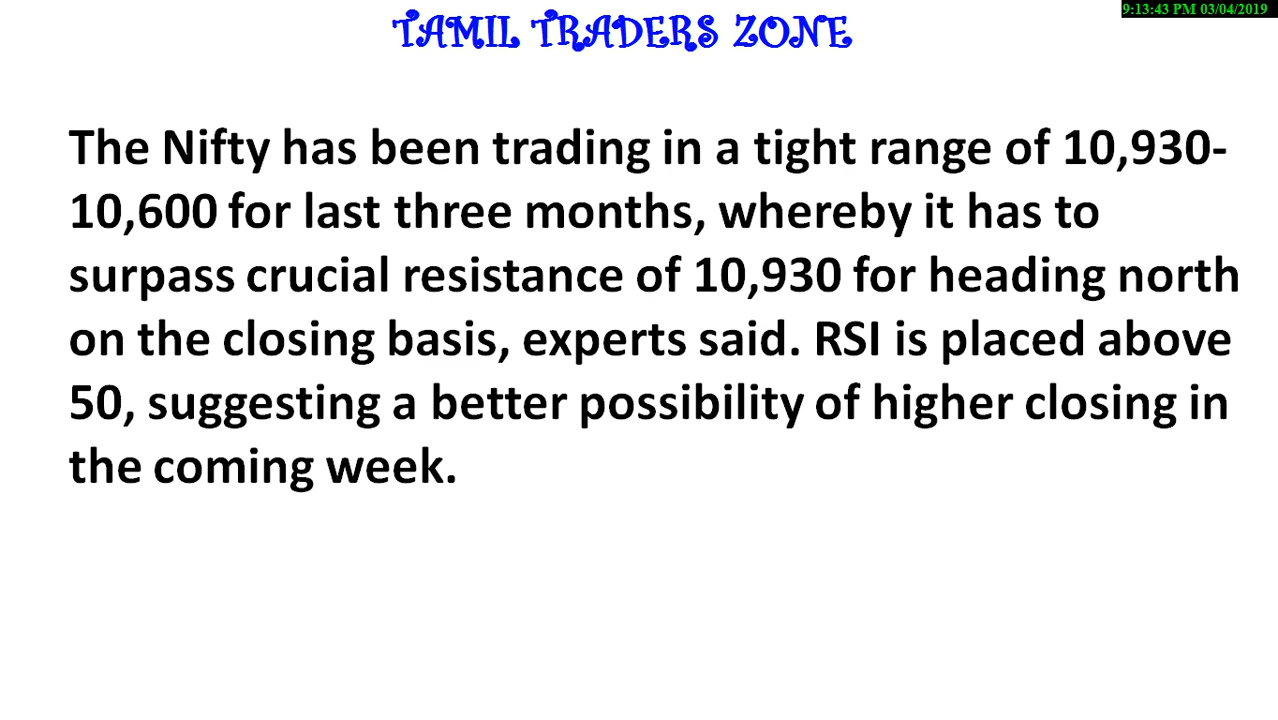 9:13:43 PM 03/04/2019
TAMIL TRADERS ZONE
The Nifty has been trading in a tight range of 10,930-
10,600 for last three months, whereby it has to
surpass crucial resistance of 10,930 for heading north
on the closing basis, experts said. RSI is placed above
50, suggesting a better possibility of higher closing in
the coming week.